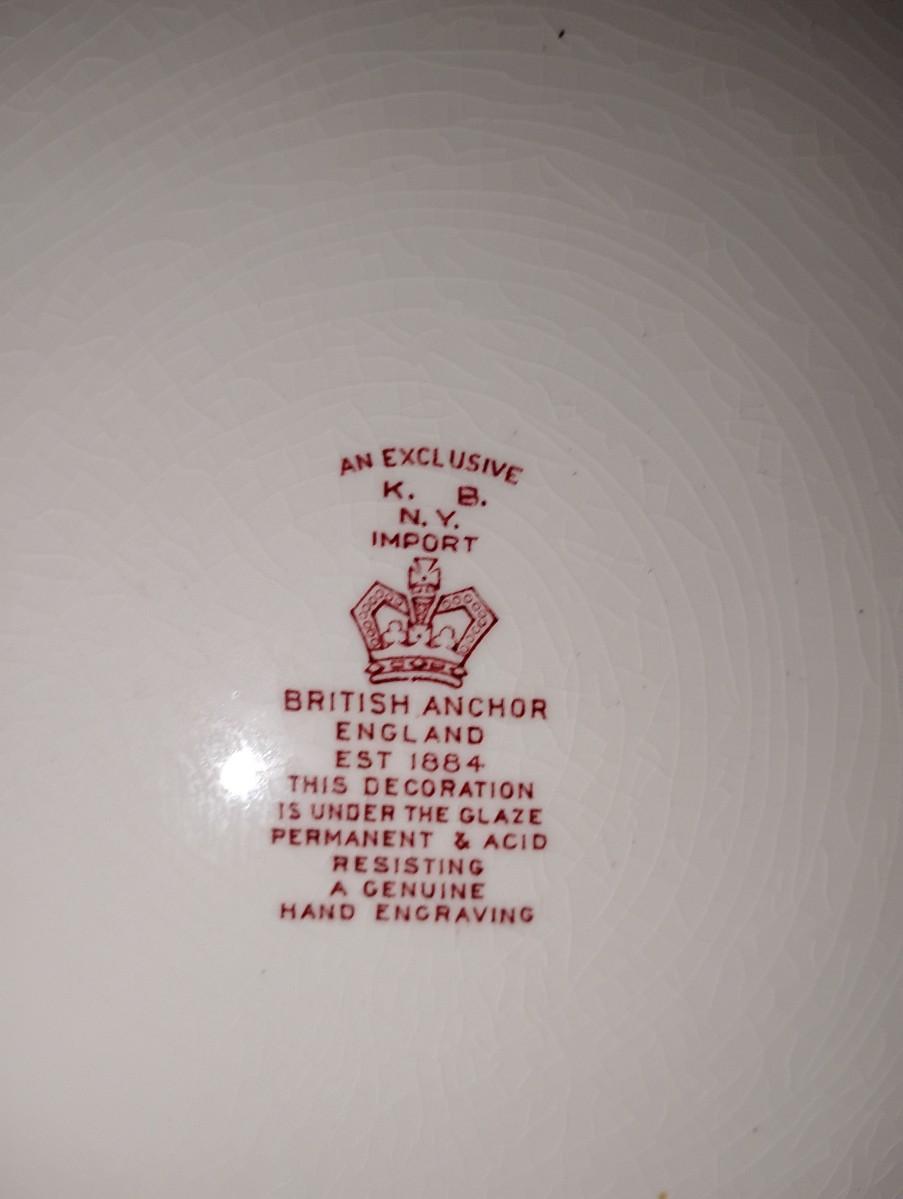 AN EXCLUSIVE
K. B.
N.Y.
IMPORT
BRITISH ANCHOR
ENGLAND
EST 1884
THIS DECORATION
IS UNDER THE GLAZE
PERMANENT & ACID
RESISTING
A GENUINE
HAND ENGRAVING